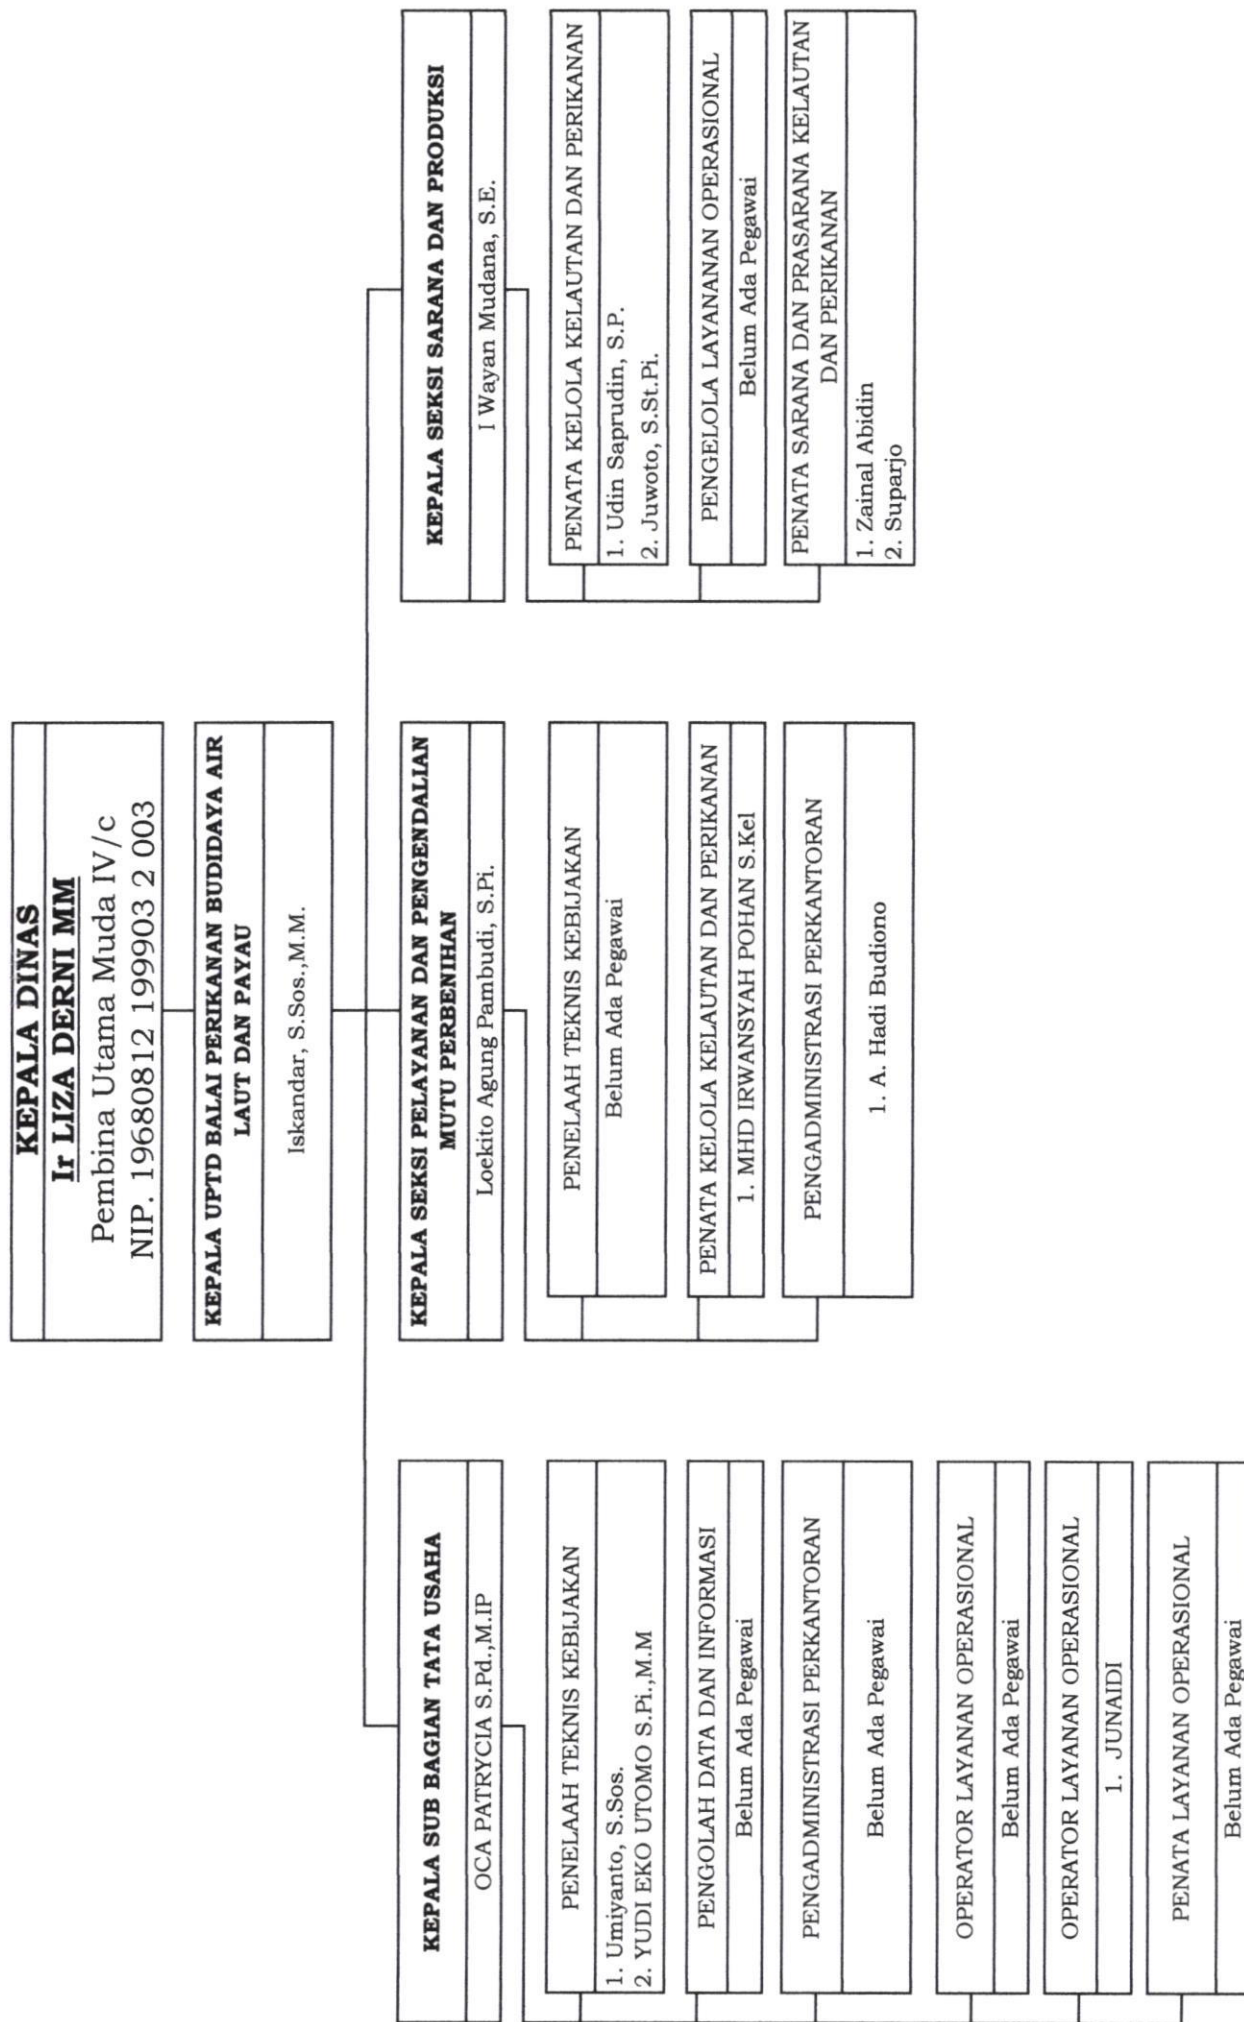 KEPALA DINAS
Ir LIZA DERNI MM
Pembina Utama Muda IV/c
NIP. 19680812 199903 2 003
KEPALA UPTD BALAI PERIKANAN BUDIDAYA AIR
LAUT DAN PAYAU
Iskandar, S.Sos.,M.M.
KEPALA SUB BAGIAN TATA USAHA
OCA PATRYCIA S.Pd.,M.IP
PENELAAH TEKNIS KEBIJAKAN
1. Umiyanto, S.Sos.
2. YUDI EKO UTOMO S.Pi.,M.M
PENGOLAH DATA DAN INFORMASI
Belum Ada Pegawai
PENGADMINISTRASI PERKANTORAN
Belum Ada Pegawai
OPERATOR LAYANAN OPERASIONAL
Belum Ada Pegawai
OPERATOR LAYANAN OPERASIONAL
1. JUNAIDI
PENATA LAYANAN OPERASIONAL
Belum Ada Pegawai
KEPALA SEKSI PELAYANAN DAN PENGENDALIAN
MUTU PERBENIHAN
Loekito Agung Pambudi, S.Pi.
PENELAAH TEKNIS KEBIJAKAN
Belum Ada Pegawai
PENATA KELOLA KELAUTAN DAN PERIKANAN
1. MHD IRWANSYAH POHAN S.Kel
PENGADMINISTRASI PERKANTORAN
1. A. Hadi Budiono
KEPALA SEKSI SARANA DAN PRODUKSI
I Wayan Mudana, S.E.
PENATA KELOLA KELAUTAN DAN PERIKANAN
1. Udin Saprudin, S.P.
2. Juwoto, S.St.Pi.
PENGELOLA LAYANAN OPERASIONAL
Belum Ada Pegawai
PENATA SARANA DAN PRASARANA KELAUTAN
DAN PERIKANAN
1. Zainal Abidin
2. Suparjo